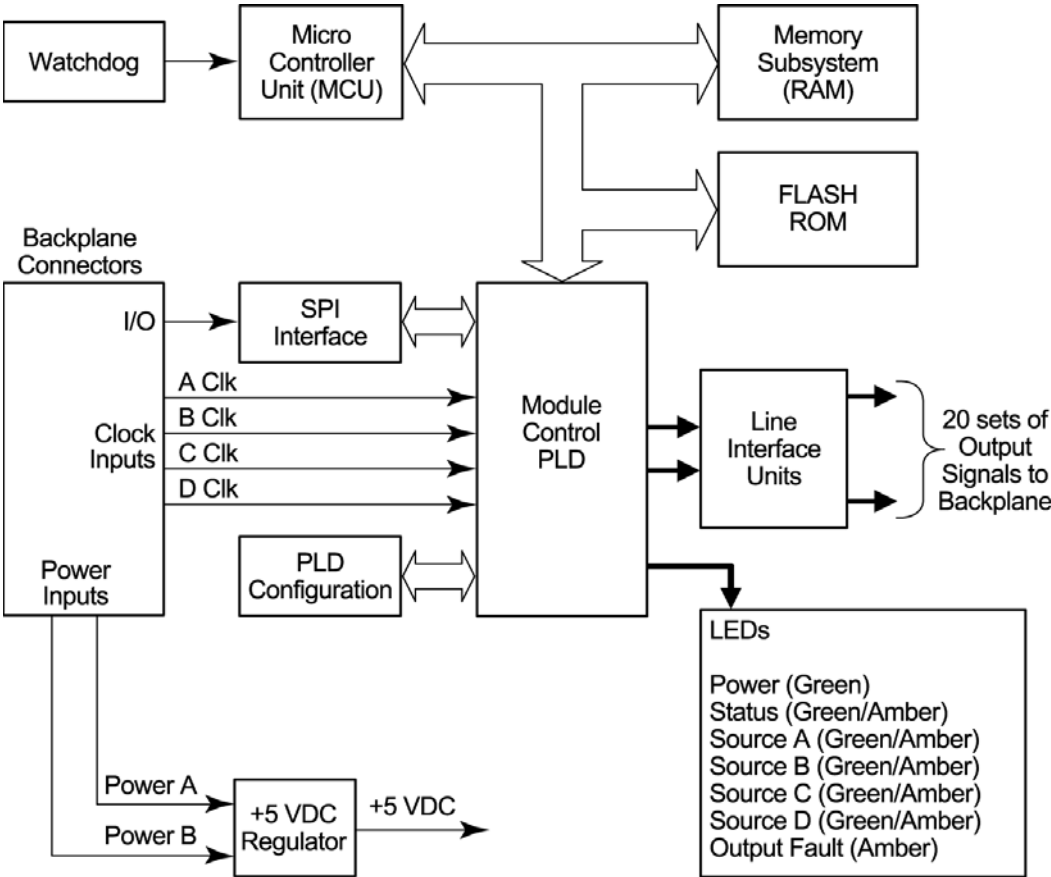 Watchdog
Micro
Controller
Unit (MCU)
Memory
Subsystem
(RAM)
FLASH
ROM
Backplane
Connectors
I/O
SPI
Interface
A Clk
B Clk
C Clk
D Clk
Clock
Inputs
Module
Control
PLD
Line
Interface
Units
20 sets of
Output
Signals to
Backplane
PLD
Configuration
Power
Inputs
LEDs
Power (Green)
Status (Green/Amber)
Source A (Green/Amber)
Source B (Green/Amber)
Source C (Green/Amber)
Source D (Green/Amber)
Output Fault (Amber)
Power A
Power B
+5 VDC
Regulator
+5 VDC